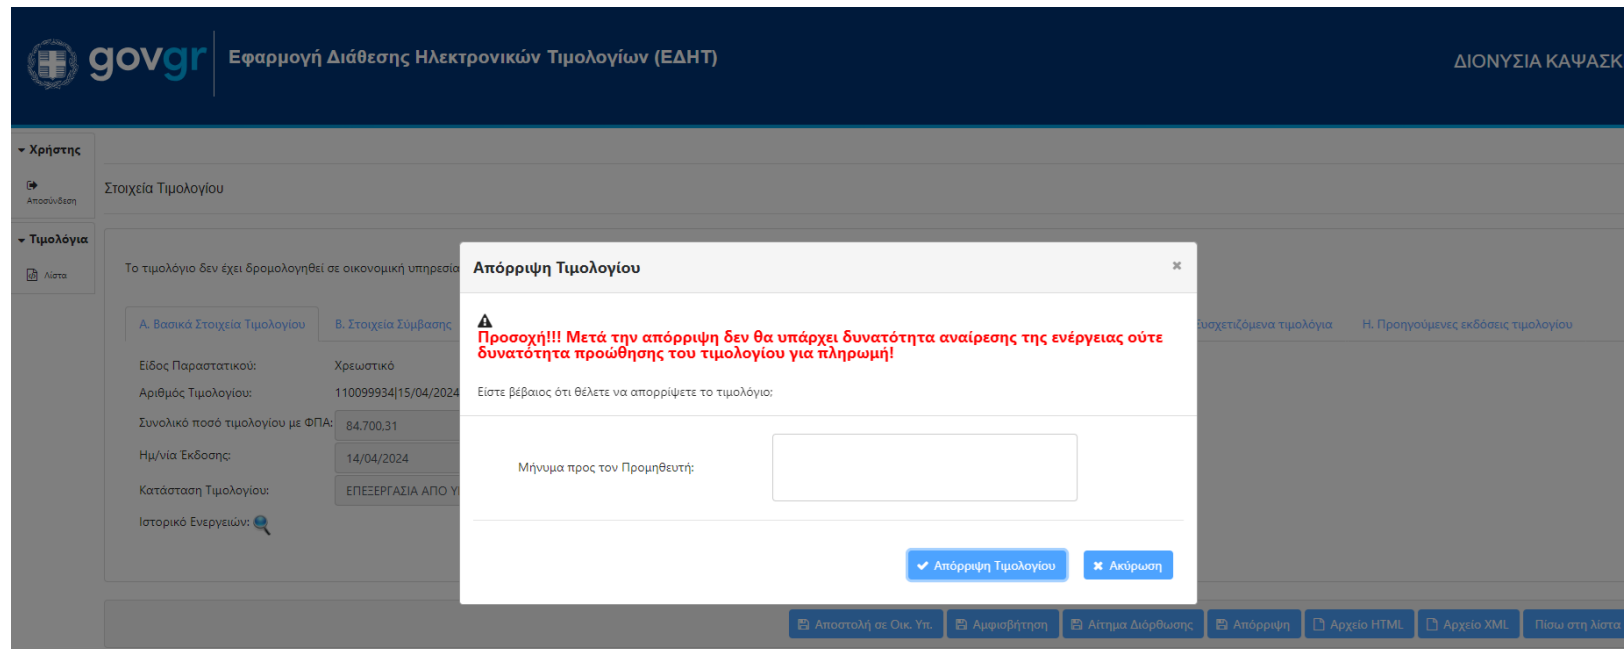 govgr
Εφαρμογή Διάθεσης Ηλεκτρονικών Τιμολογίων (ΕΔΗΤ)
ΔΙΟΝΥΣΙΑ ΚΑΨΑΣΚ
Χρήστης
Αποσύνδεση
Τιμολόγια
Λίστα
Στοιχεία Τιμολογίου
Το τιμολόγιο δεν έχει δρομολογηθεί σε οικονομική υπηρεσία
Α. Βασικά Στοιχεία Τιμολογίου
Β. Στοιχεία Σύμβασης
Συσχετιζόμενα τιμολόγια
Η. Προηγούμενες εκδόσεις τιμολογίου
Είδος Παραστατικού: Χρεωστικό
Αριθμός Τιμολογίου: 110099934|15/04/2024
Συνολικό ποσό τιμολογίου με ΦΠΑ: 84.700,31
Ημ/νία Έκδοσης: 14/04/2024
Κατάσταση Τιμολογίου: ΕΠΕΞΕΡΓΑΣΙΑ ΑΠΟ Υ
Ιστορικό Ενεργειών:
Απόρριψη Τιμολογίου
Προσοχή!!! Μετά την απόρριψη δεν θα υπάρχει δυνατότητα αναίρεσης της ενέργειας ούτε
δυνατότητα προώθησης του τιμολογίου για πληρωμή!
Είστε βέβαιος ότι θέλετε να απορρίψετε το τιμολόγιο;
Μήνυμα προς τον Προμηθευτή:
Απόρριψη Τιμολογίου
Ακύρωση
Αποστολή σε Οικ. Υπ.
Αμφισβήτηση
Αίτημα Διόρθωσης
Απόρριψη
Αρχείο HTML
Αρχείο XML
Πίσω στη λίστα